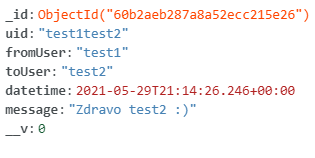 _id: ObjectId("60b2aeb287a8a52ecc215e26")
uid: "test1test2"
fromUser: "test1"
toUser: "test2"
datetime: 2021-05-29T21:14:26.246+00:00
message: "Zdravo test2 :)"
__v: 0